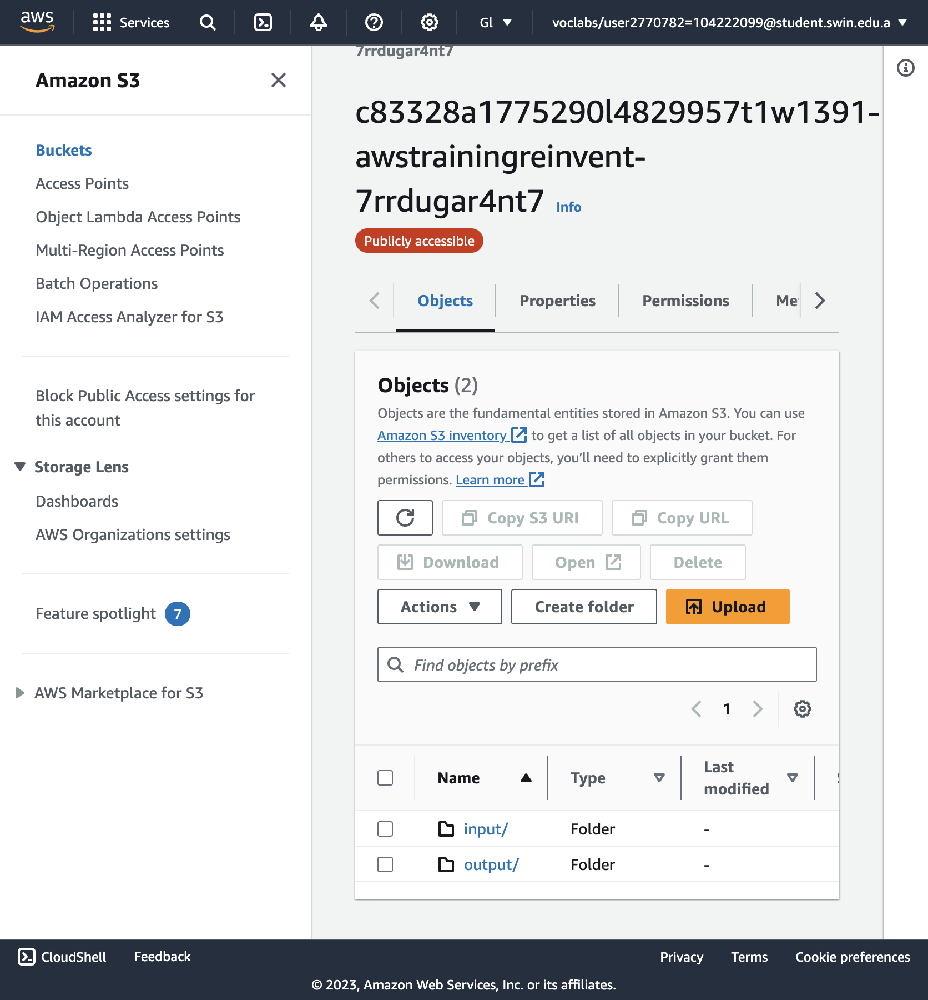 aws
Services
Gl
voclabs/user2770782=104222099@student.swin.edu.a
Amazon S3
Buckets
Access Points
Object Lambda Access Points
Multi-Region Access Points
Batch Operations
IAM Access Analyzer for S3
Block Public Access settings for
this account
Storage Lens
Dashboards
AWS Organizations settings
Feature spotlight 7
AWS Marketplace for S3
7rrdugar4nt7
c83328a1775290l4829957t1w1391-
awstrainingreinvent-
7rrdugar4nt7 Info
Publicly accessible
Objects
Properties
Permissions
Objects (2)
Objects are the fundamental entities stored in Amazon S3. You can use
Amazon S3 inventory to get a list of all objects in your bucket. For
others to access your objects, you’ll need to explicitly grant them
permissions. Learn more
Copy S3 URI
Copy URL
Download
Open
Delete
Actions
Create folder
Upload
Find objects by prefix
1
Name
Type
Last
modified
input/
Folder
-
output/
Folder
-
CloudShell
Feedback
Privacy
Terms
Cookie preferences
© 2023, Amazon Web Services, Inc. or its affiliates.